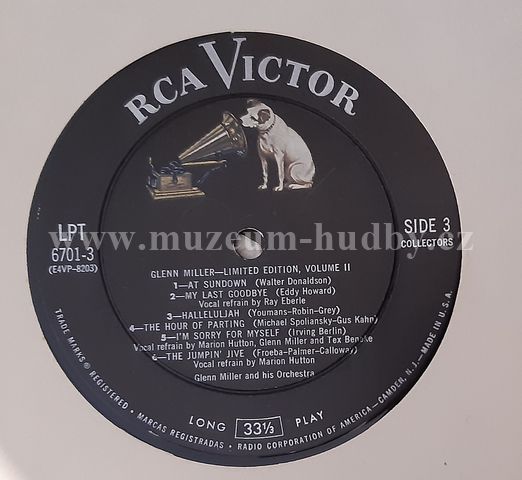 RCA VICTOR
LPT
6701-3
(E4VP-8203)
SIDE 3
COLLECTORS
www.muzeum-hudby.cz
GLENN MILLER—LIMITED EDITION, VOLUME II
1—AT SUNDOWN (Walter Donaldson)
2—MY LAST GOODBYE (Eddy Howard)
Vocal refrain by Ray Eberle
3—HALLELUJAH (Youmans-Robin-Grey)
4—THE HOUR OF PARTING (Michael Spoliansky-Gus Kahn)
5—I'M SORRY FOR MYSELF (Irving Berlin)
Vocal refrain by Marion Hutton, Glenn Miller and Tex Beneke
6—THE JUMPIN' JIVE (Froeba-Palmer-Calloway)
Vocal refrain by Marion Hutton
Glenn Miller and his Orchestra
LONG 33⅓ PLAY
TRADE MARKS ® REGISTERED • MARCAS REGISTRADAS • RADIO CORPORATION OF AMERICA—CAMDEN, N.J.—MADE IN U.S.A.